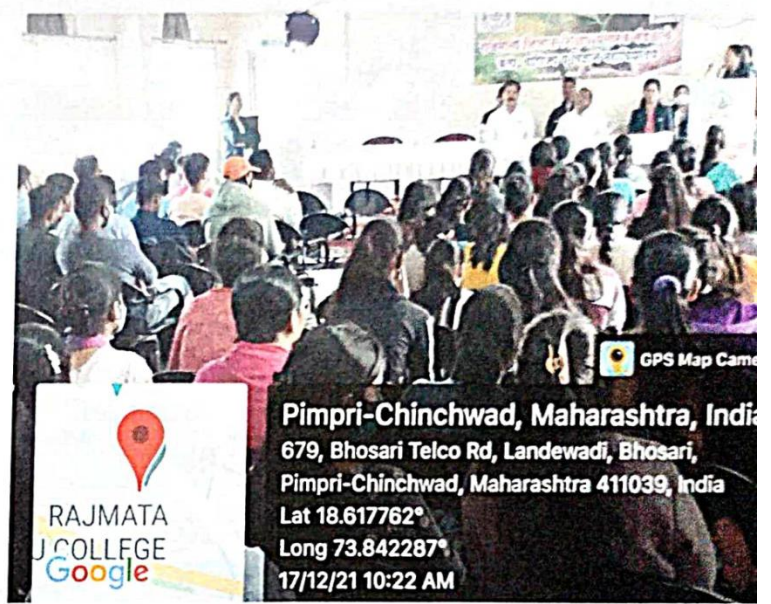 GPS Map Came
Pimpri-Chinchwad, Maharashtra, India
679, Bhosari Telco Rd, Landewadi, Bhosari,
Pimpri-Chinchwad, Maharashtra 411039, India
Lat 18.617762°
Long 73.842287°
17/12/21 10:22 AM
RAJMATA
J COLLEGE
Google